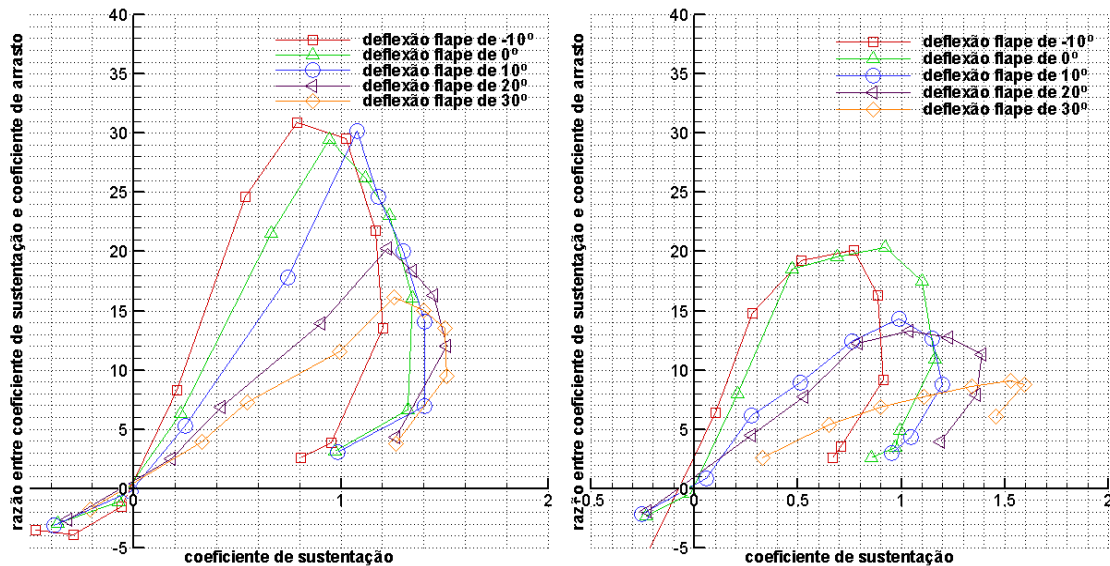 40
35
30
25
20
15
10
5
0
-5
0
1
2
razão entre coeficiente de sustentação e coeficiente de arrasto
coeficiente de sustentação
deflexão flape de -10º
deflexão flape de 0º
deflexão flape de 10º
deflexão flape de 20º
deflexão flape de 30º
40
35
30
25
20
15
10
5
0
-5
-0.5
0
0.5
1
1.5
2
razão entre coeficiente de sustentação e coeficiente de arrasto
coeficiente de sustentação
deflexão flape de -10º
deflexão flape de 0º
deflexão flape de 10º
deflexão flape de 20º
deflexão flape de 30º